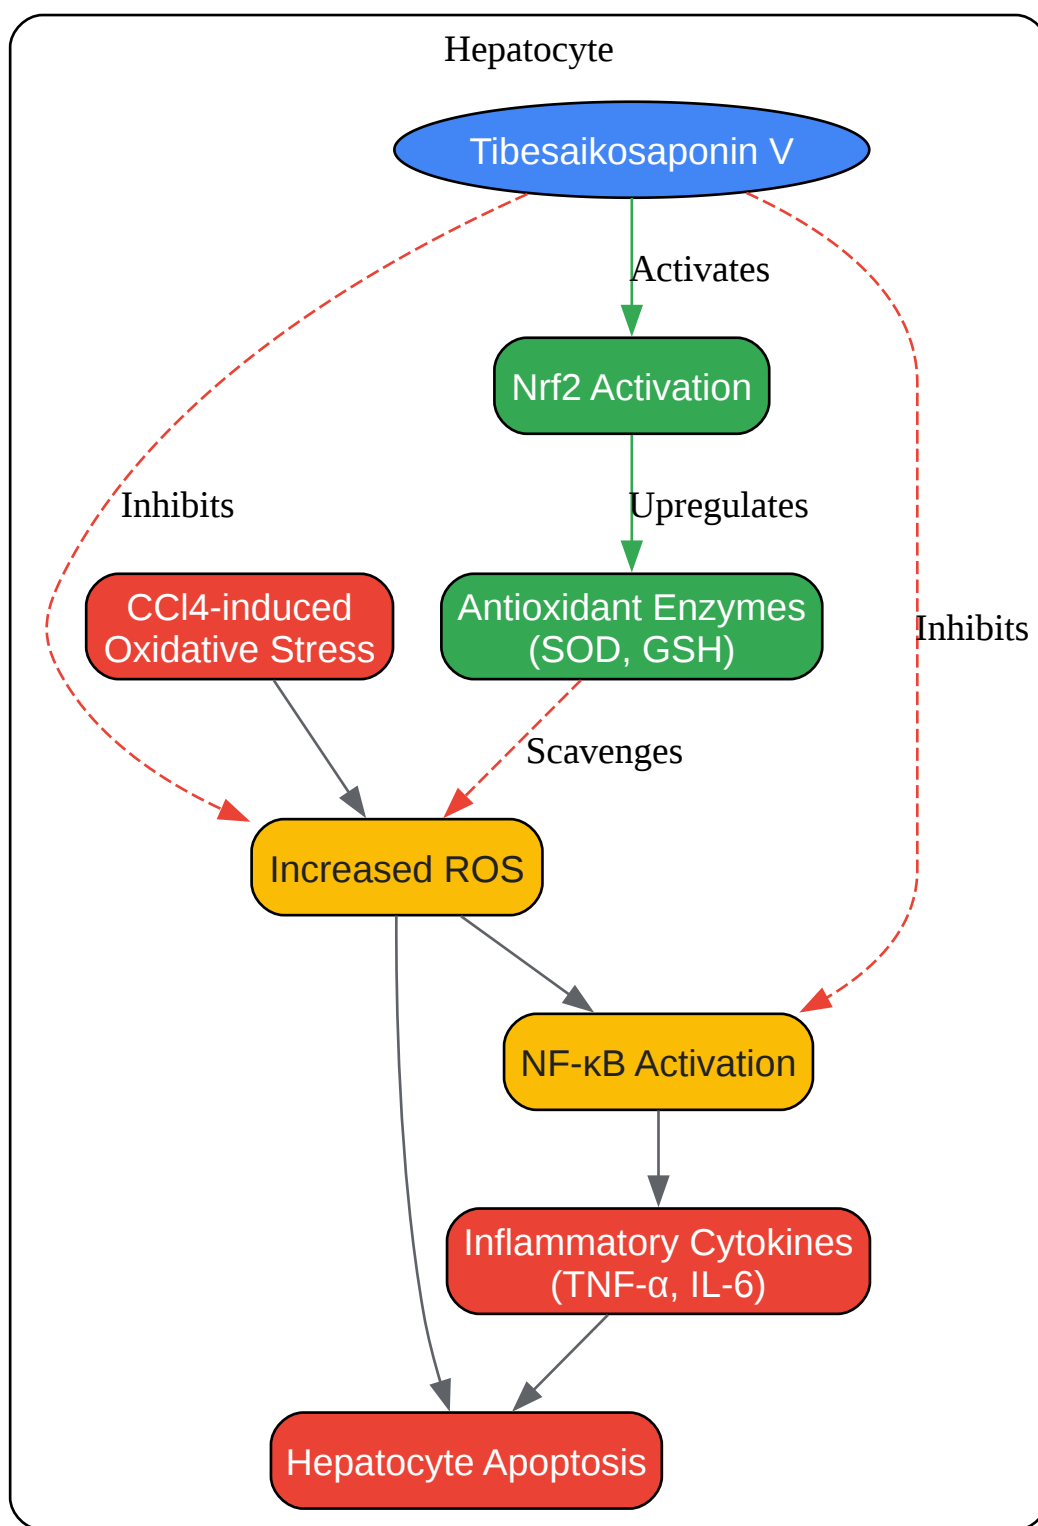 Hepatocyte
Tibesaikosaponin V
Activates
Nrf2 Activation
Inhibits
Upregulates
CCl4-induced
Oxidative Stress
Antioxidant Enzymes
(SOD, GSH)
Inhibits
Scavenges
Increased ROS
NF-κB Activation
Inflammatory Cytokines
(TNF-α, IL-6)
Hepatocyte Apoptosis